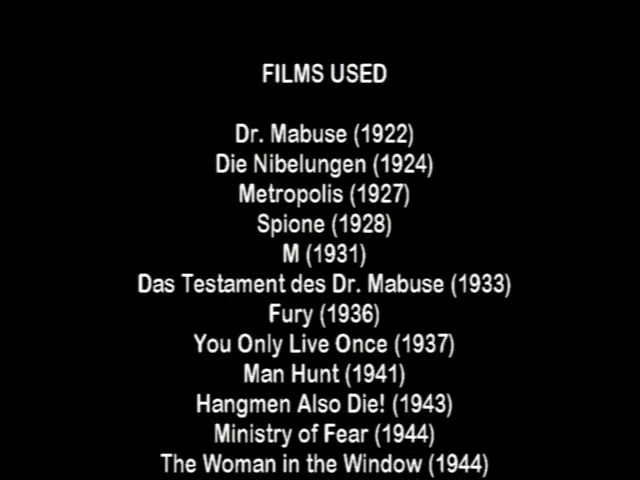 FILMS USED
Dr. Mabuse (1922)
Die Nibelungen (1924)
Metropolis (1927)
Spione (1928)
M (1931)
Das Testament des Dr. Mabuse (1933)
Fury (1936)
You Only Live Once (1937)
Man Hunt (1941)
Hangmen Also Die! (1943)
Ministry of Fear (1944)
The Woman in the Window (1944)